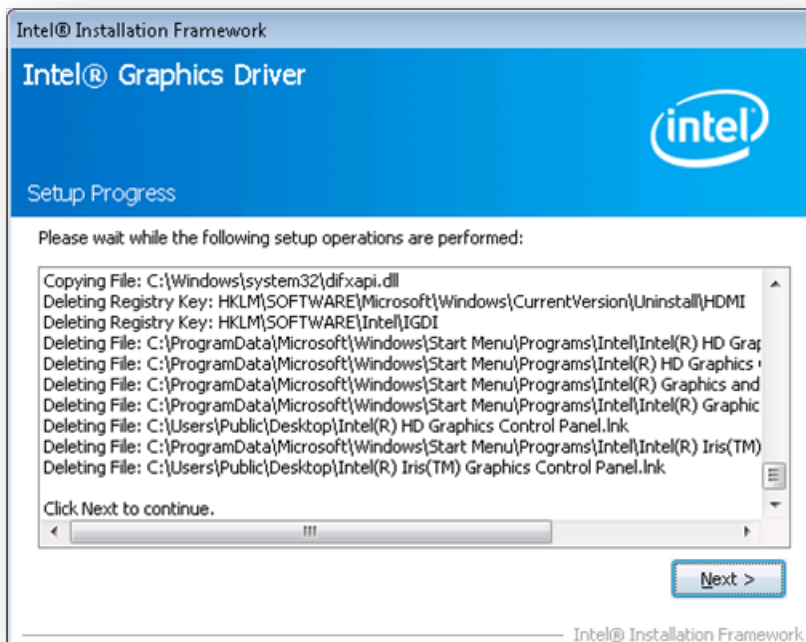 Intel® Installation Framework
Intel® Graphics Driver
intel
Setup Progress
Please wait while the following setup operations are performed:
Copying File: C:\Windows\system32\difxapi.dll
Deleting Registry Key: HKLM\SOFTWARE\Microsoft\Windows\CurrentVersion\Uninstall\HDMI
Deleting Registry Key: HKLM\SOFTWARE\Intel\IGDI
Deleting File: C:\ProgramData\Microsoft\Windows\Start Menu\Programs\Intel\Intel(R) HD Grap
Deleting File: C:\ProgramData\Microsoft\Windows\Start Menu\Programs\Intel(R) HD Graphics
Deleting File: C:\ProgramData\Microsoft\Windows\Start Menu\Programs\Intel(R) Graphics and
Deleting File: C:\ProgramData\Microsoft\Windows\Start Menu\Programs\Intel\Intel(R) Graphic
Deleting File: C:\Users\Public\Desktop\Intel(R) HD Graphics Control Panel.lnk
Deleting File: C:\ProgramData\Microsoft\Windows\Start Menu\Programs\Intel\Intel(R) Iris(TM)
Deleting File: C:\Users\Public\Desktop\Intel(R) Iris(TM) Graphics Control Panel.lnk
Click Next to continue.
Next >
Intel® Installation Framework